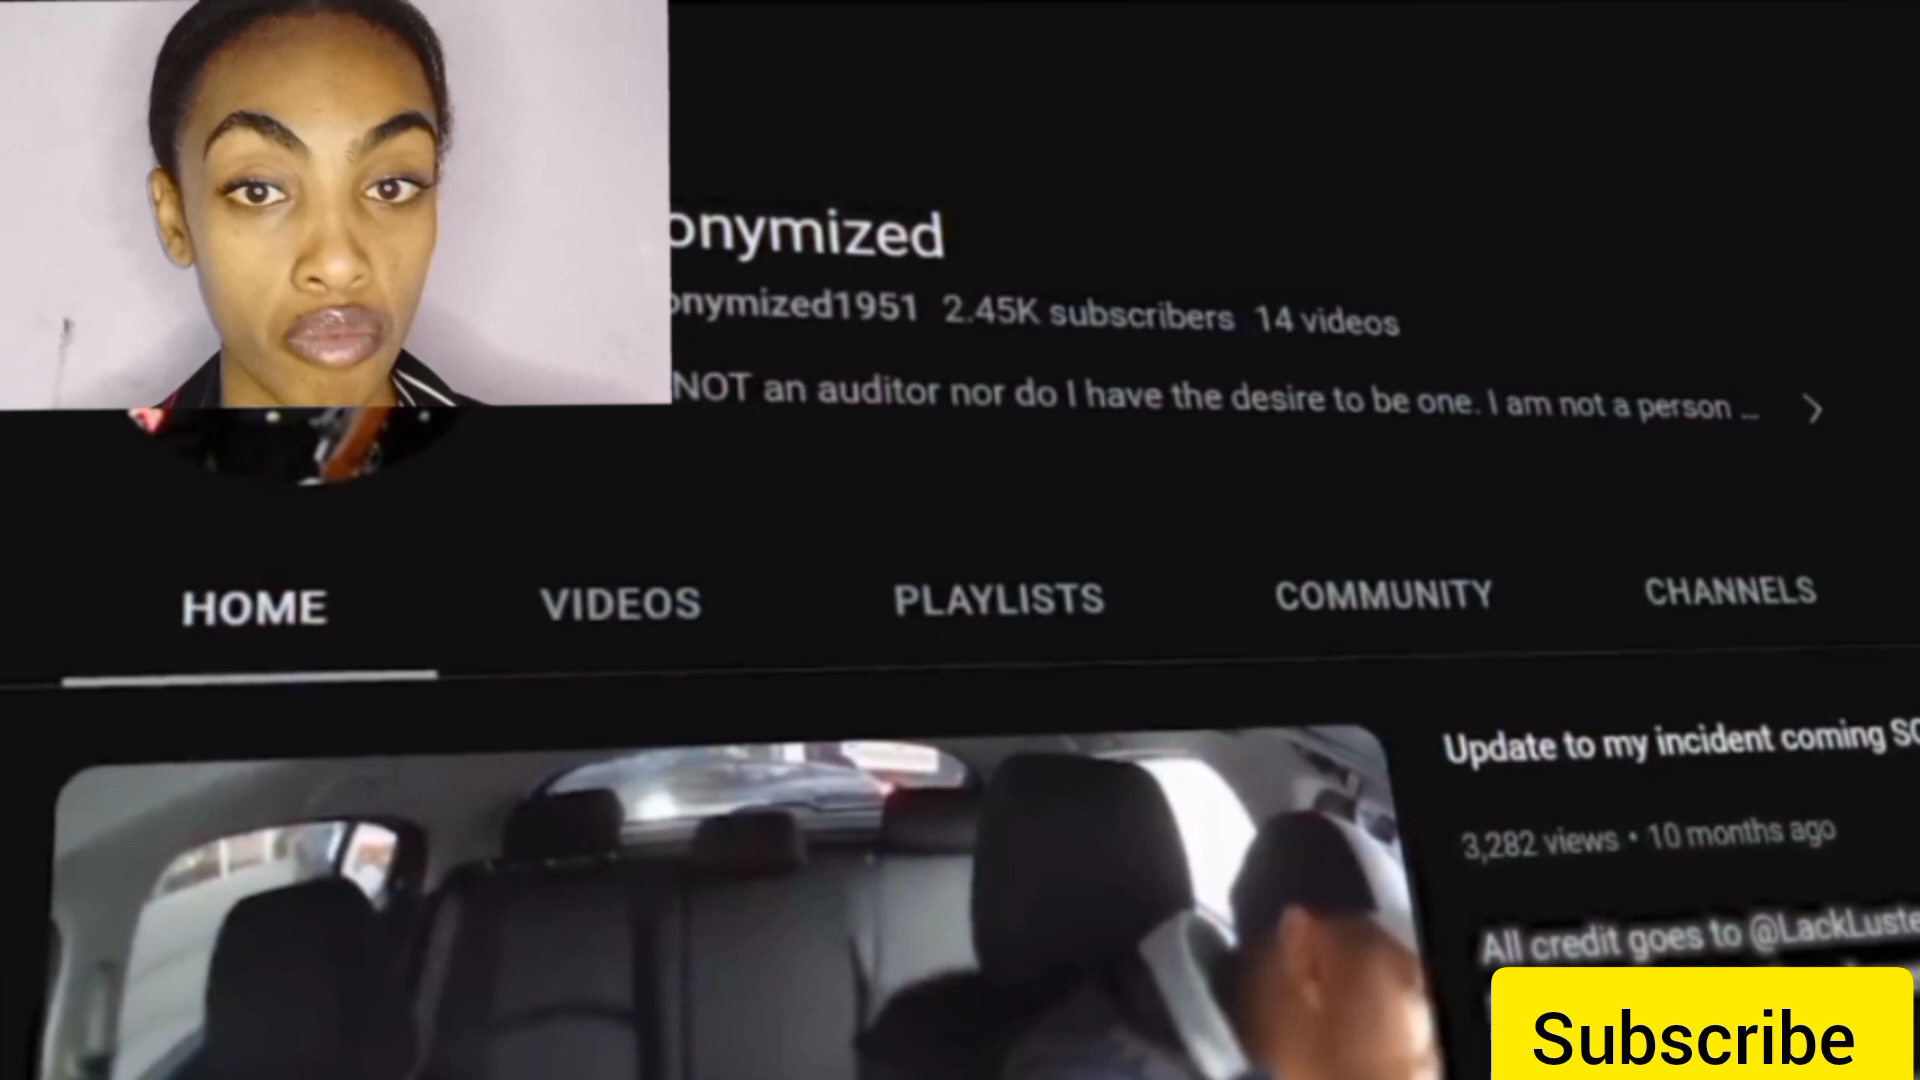 onymized
onymized1951 2.45K subscribers 14 videos
NOT an auditor nor do I have the desire to be one. I am not a person ...
HOME VIDEOS PLAYLISTS COMMUNITY CHANNELS
Update to my incident coming SO
3,282 views • 10 months ago
All credit goes to @LackLuste
Subscribe